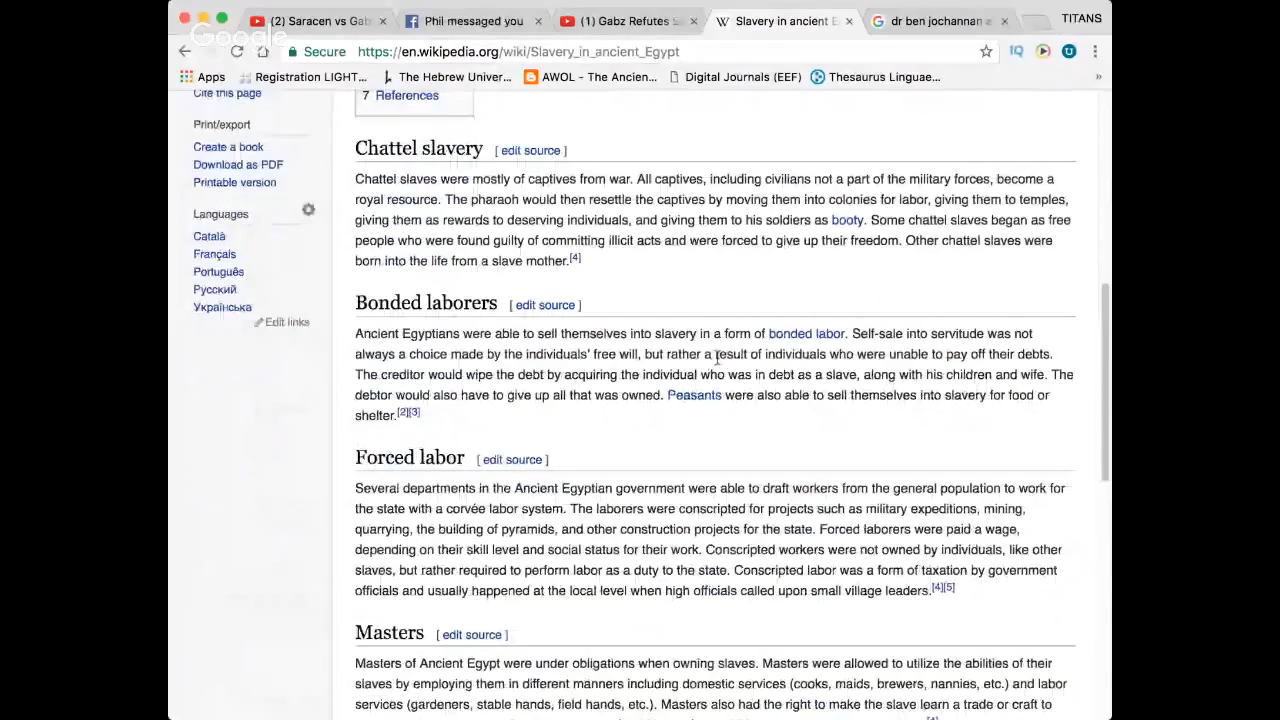 (2) Saracen vs Gab
Phil messaged you
(1) Gabz Refutes S
Slavery in ancient E
dr ben jochannan a
TITANS
Google
Secure
https://en.wikipedia.org/wiki/Slavery_in_ancient_Egypt
Apps
Registration LIGHT...
The Hebrew Univer...
AWOL - The Ancien...
Digital Journals (EEF)
Thesaurus Linguae...
»
Cite this page
Print/export
Create a book
Download as PDF
Printable version
Languages
Català
Français
Português
Русский
Українська
Edit links
7 References
Chattel slavery [ edit source ]
Chattel slaves were mostly of captives from war. All captives, including civilians not a part of the military forces, become a
royal resource. The pharaoh would then resettle the captives by moving them into colonies for labor, giving them to temples,
giving them as rewards to deserving individuals, and giving them to his soldiers as booty. Some chattel slaves began as free
people who were found guilty of committing illicit acts and were forced to give up their freedom. Other chattel slaves were
born into the life from a slave mother.[4]
Bonded laborers [ edit source ]
Ancient Egyptians were able to sell themselves into slavery in a form of bonded labor. Self-sale into servitude was not
always a choice made by the individuals' free will, but rather a result of individuals who were unable to pay off their debts.
The creditor would wipe the debt by acquiring the individual who was in debt as a slave, along with his children and wife. The
debtor would also have to give up all that was owned. Peasants were also able to sell themselves into slavery for food or
shelter.[2][3]
Forced labor [ edit source ]
Several departments in the Ancient Egyptian government were able to draft workers from the general population to work for
the state with a corvée labor system. The laborers were conscripted for projects such as military expeditions, mining,
quarrying, the building of pyramids, and other construction projects for the state. Forced laborers were paid a wage,
depending on their skill level and social status for their work. Conscripted workers were not owned by individuals, like other
slaves, but rather required to perform labor as a duty to the state. Conscripted labor was a form of taxation by government
officials and usually happened at the local level when high officials called upon small village leaders.[4][5]
Masters [ edit source ]
Masters of Ancient Egypt were under obligations when owning slaves. Masters were allowed to utilize the abilities of their
slaves by employing them in different manners including domestic services (cooks, maids, brewers, nannies, etc.) and labor
services (gardeners, stable hands, field hands, etc.). Masters also had the right to make the slave learn a trade or craft to